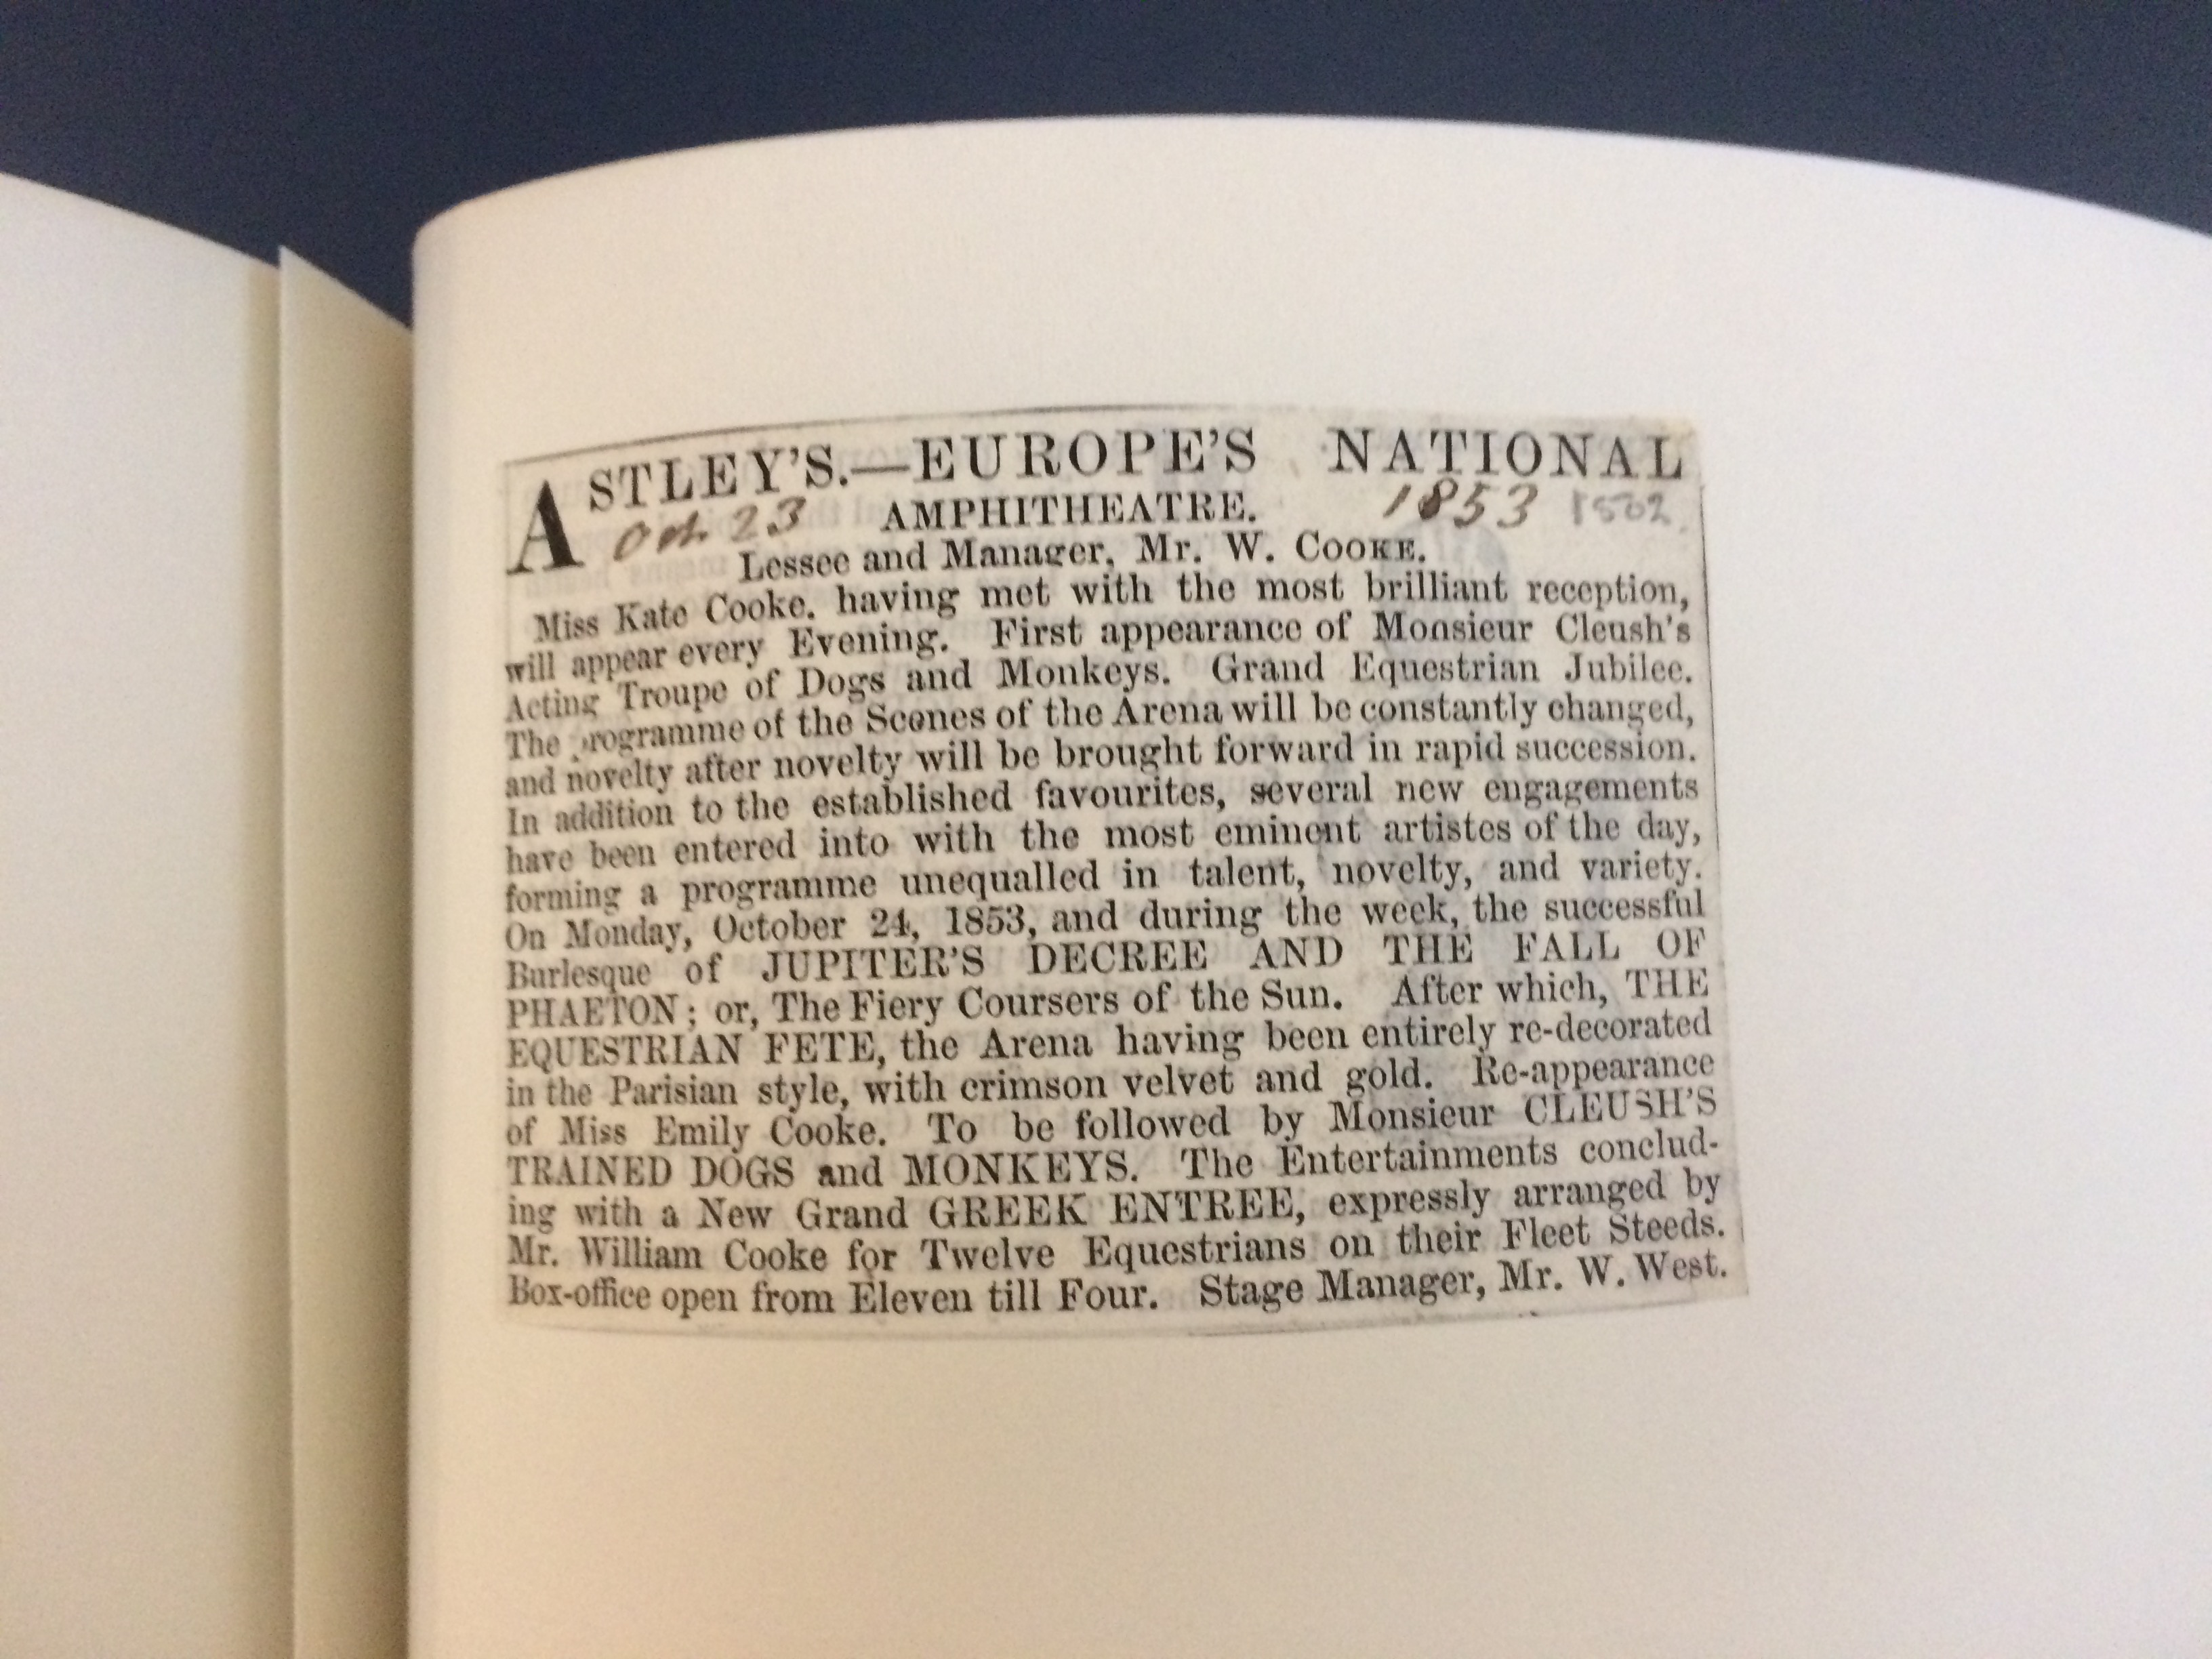 ASTLEY'S.—EUROPE'S NATIONAL
Oct 23 AMPHITHEATRE. 1853 1502
Lessee and Manager, Mr. W. COOKE.
Miss Kate Cooke. having met with the most brilliant reception,
will appear every Evening. First appearance of Monsieur Cleush's
Acting Troupe of Dogs and Monkeys. Grand Equestrian Jubilee.
The programme of the Scenes of the Arena will be constantly changed,
and novelty after novelty will be brought forward in rapid succession.
In addition to the established favourites, several new engagements
have been entered into with the most eminent artistes of the day,
forming a programme unequalled in talent, novelty, and variety.
On Monday, October 24, 1853, and during the week, the successful
Burlesque of JUPITER'S DECREE AND THE FALL OF
PHAETON; or, The Fiery Coursers of the Sun. After which, THE
EQUESTRIAN FETE, the Arena having been entirely re-decorated
in the Parisian style, with crimson velvet and gold. Re-appearance
of Miss Emily Cooke. To be followed by Monsieur CLEUSH'S
TRAINED DOGS and MONKEYS. The Entertainments conclud-
ing with a New Grand GREEK ENTREE, expressly arranged by
Mr. William Cooke for Twelve Equestrians on their Fleet Steeds.
Box-office open from Eleven till Four. Stage Manager, Mr. W. West.